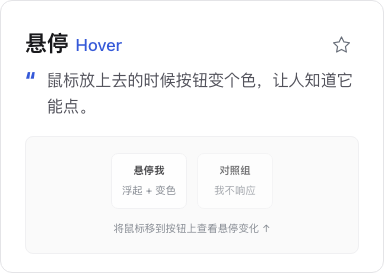 悬停 Hover
“ 鼠标放上去的时候按钮变个色，让人知道它
能点。
悬停我 对照组
浮起 + 变色 我不响应
将鼠标移到按钮上查看悬停变化 ↑